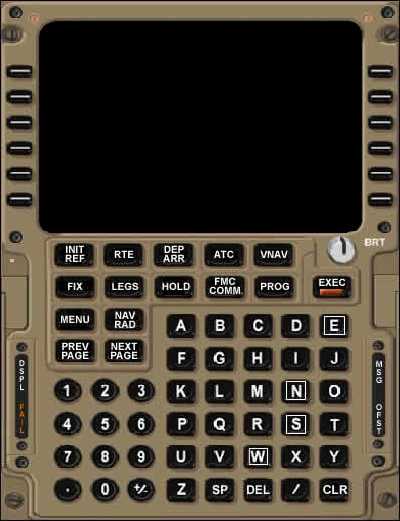 BRT
INIT REF RTE DEP ARR ATC VNAV
FIX LEGS HOLD FMC COMM PROG EXEC
MENU NAV RAD
PREV PAGE NEXT PAGE
A B C D E
F G H I J
1 2 3 K L M N O
4 5 6 P Q R S T
7 8 9 U V W X Y
. 0 +/- Z SP DEL / CLR
DSPL FAIL
MSG OFST